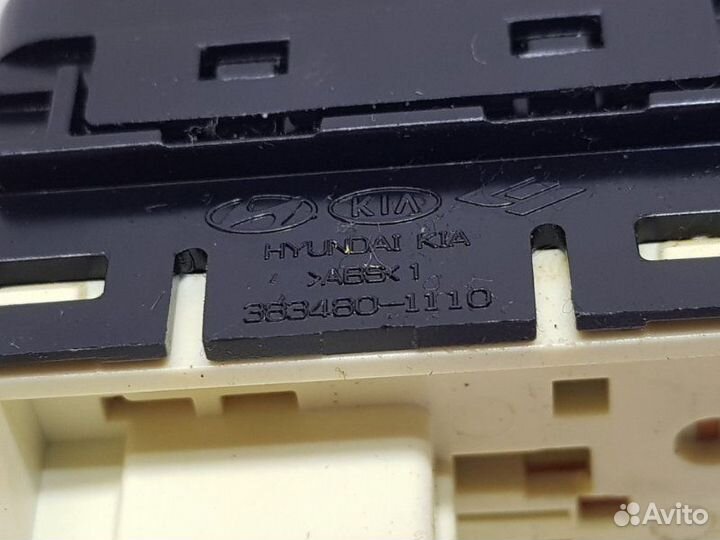 KIA
HYUNDAI KIA
>ABS< 1
383480-1110
Avito